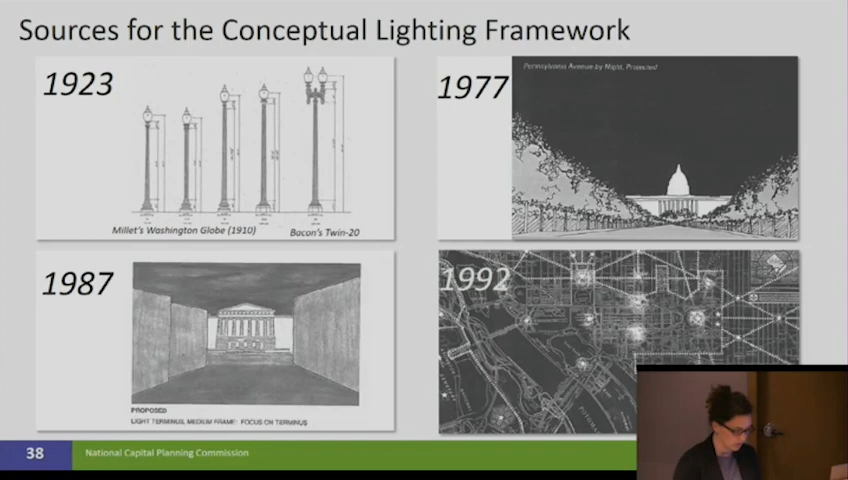 Sources for the Conceptual Lighting Framework
1923
Millet's Washington Globe (1910)
Bacon's Twin-20
1977
Pennsylvania Avenue by Night, Projected
1987
PROPOSED
LIGHT TERMINUS, MEDIUM FRAME: FOCUS ON TERMINUS
1992
38
National Capital Planning Commission